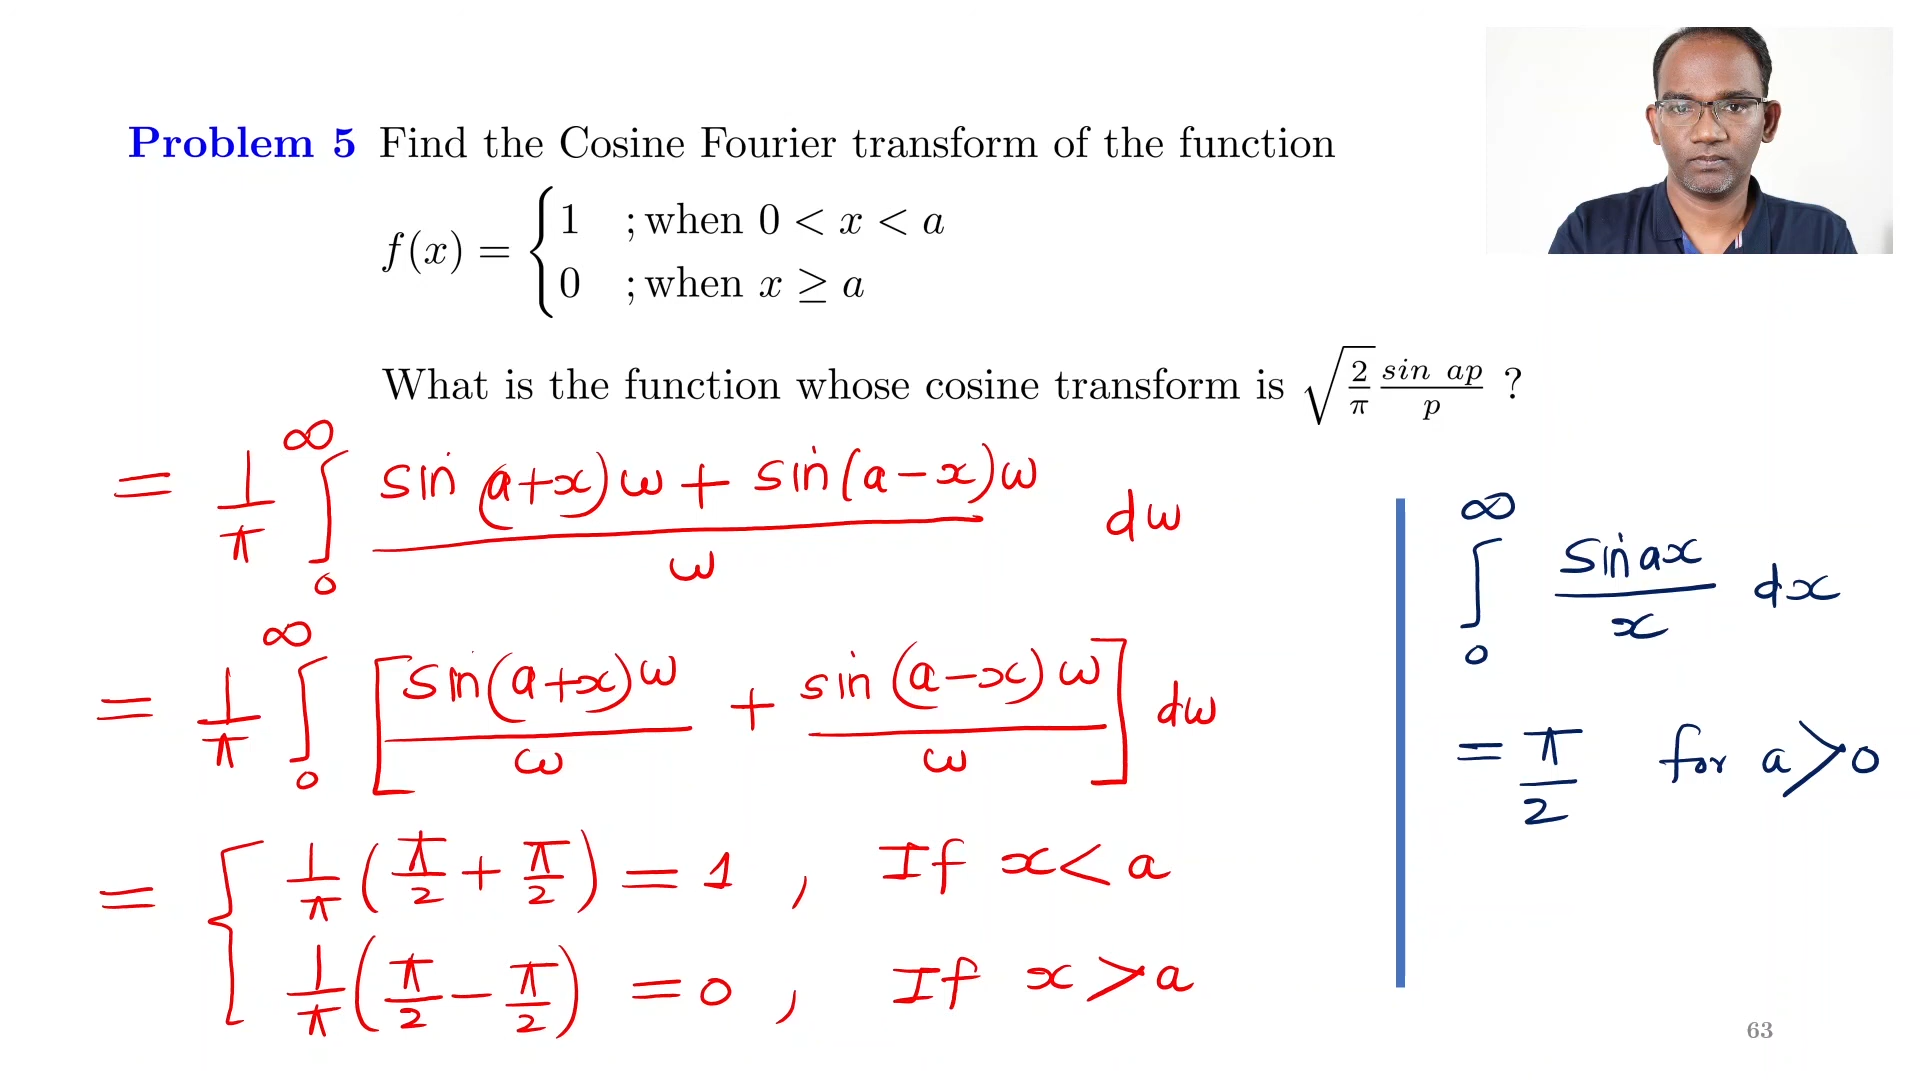 Problem 5 Find the Cosine Fourier transform of the function
f(x) = { 1 ; when 0 < x < a
0 ; when x ≥ a
What is the function whose cosine transform is √(2/π) sin ap/p ?
= 1/π ∫₀^∞ (sin (a+x)ω + sin(a−x)ω)/ω dω
= 1/π ∫₀^∞ [sin(a+x)ω/ω + sin (a−x)ω/ω] dω
= { 1/π (π/2 + π/2) = 1 , If x < a
1/π (π/2 − π/2) = 0 , If x > a
∫₀^∞ sin ax/x dx
= π/2 for a > 0
63